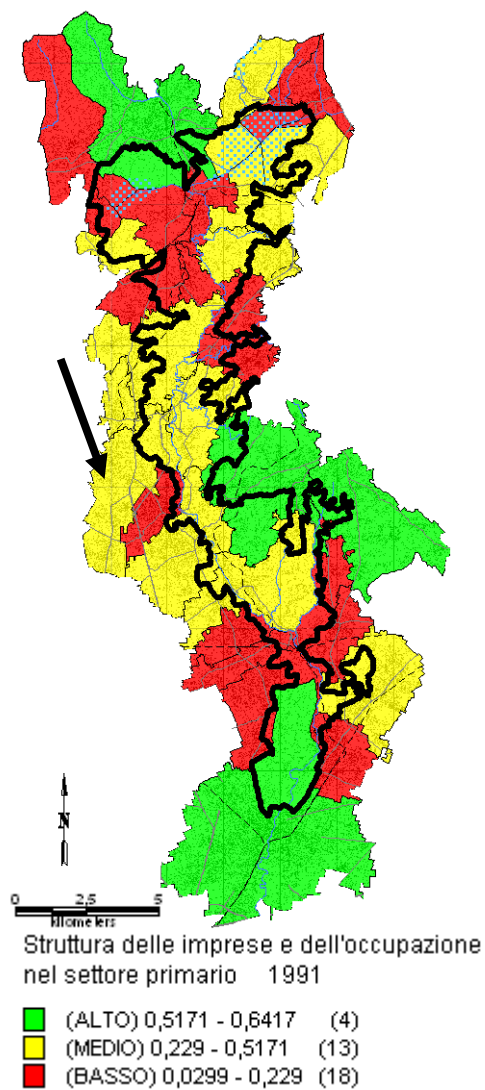 N
0 2,5 5
kilometers
Struttura delle imprese e dell'occupazione
nel settore primario 1991
(ALTO) 0,5171 - 0,6417 (4)
(MEDIO) 0,229 - 0,5171 (13)
(BASSO) 0,0299 - 0,229 (18)